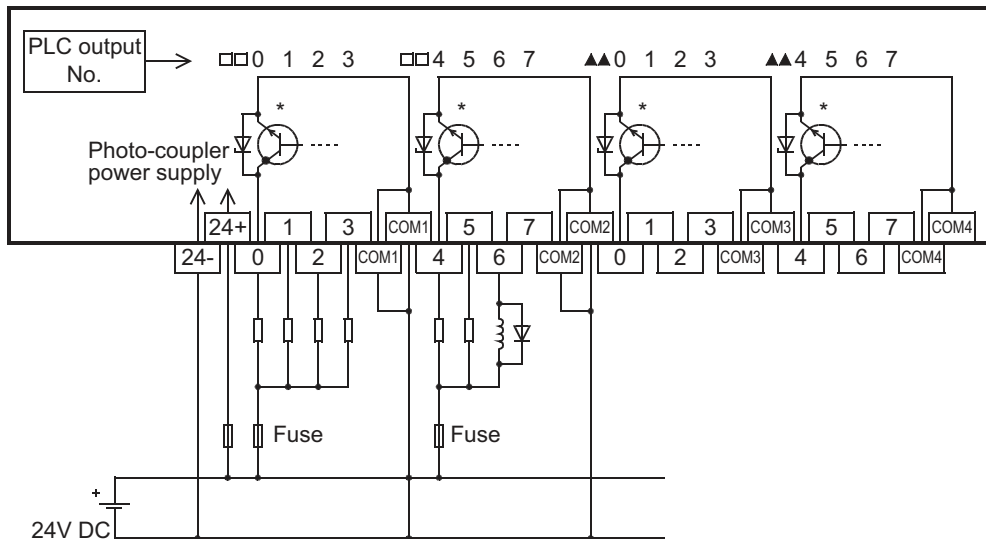 PLC output
No.
□□0 1 2 3 □□4 5 6 7 ▲▲0 1 2 3 ▲▲4 5 6 7
* * * *
Photo-coupler
power supply
24+ 1 3 COM1 5 7 COM2 1 3 COM3 5 7 COM4
24- 0 2 COM1 4 6 COM2 0 2 COM3 4 6 COM4
Fuse Fuse
+
24V DC